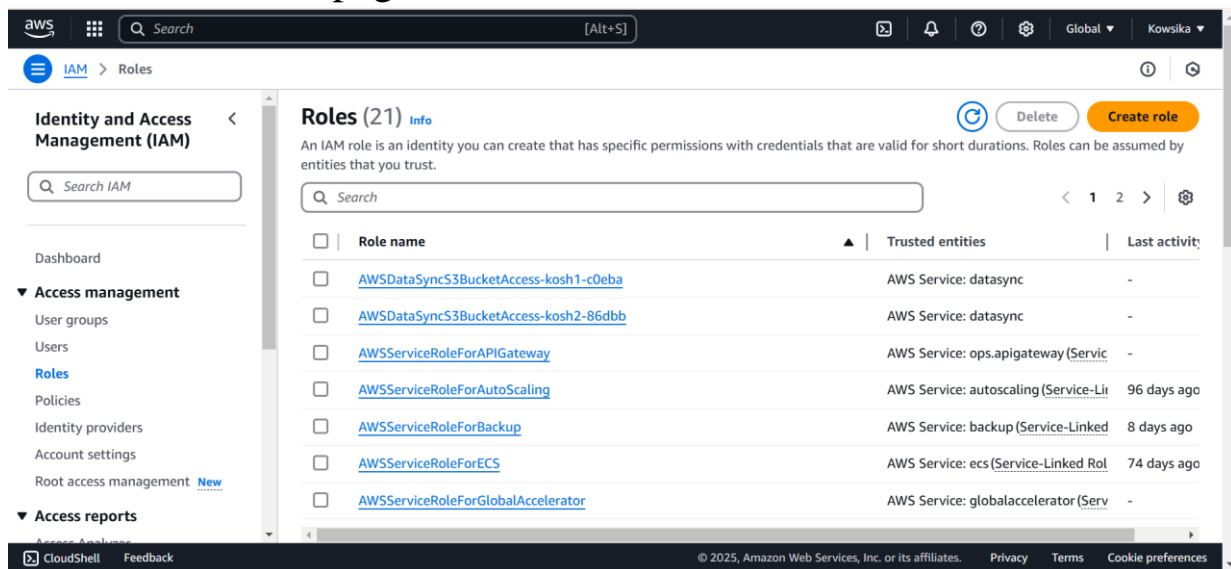 aws
Search
[Alt+S]
Global
Kowsika
IAM > Roles
Identity and Access
Management (IAM)
Search IAM
Dashboard
Access management
User groups
Users
Roles
Policies
Identity providers
Account settings
Root access management New
Access reports
Roles (21) Info
Delete
Create role
An IAM role is an identity you can create that has specific permissions with credentials that are valid for short durations. Roles can be assumed by
entities that you trust.
Search
1 2
Role name Trusted entities Last activity
AWSDataSyncS3BucketAccess-kosh1-c0eba AWS Service: datasync -
AWSDataSyncS3BucketAccess-kosh2-86dbb AWS Service: datasync -
AWSServiceRoleForAPIGateway AWS Service: ops.apigateway (Servic -
AWSServiceRoleForAutoScaling AWS Service: autoscaling (Service-Li 96 days ago
AWSServiceRoleForBackup AWS Service: backup (Service-Linked 8 days ago
AWSServiceRoleForECS AWS Service: ecs (Service-Linked Rol 74 days ago
AWSServiceRoleForGlobalAccelerator AWS Service: globalaccelerator (Serv -
CloudShell Feedback © 2025, Amazon Web Services, Inc. or its affiliates. Privacy Terms Cookie preferences